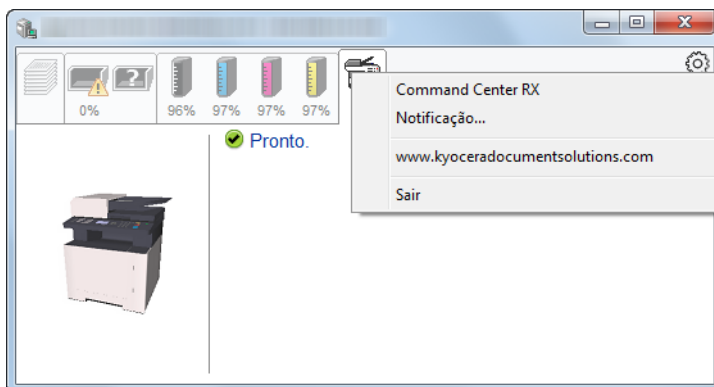 0%
96%
97%
97%
97%
Pronto.
Command Center RX
Notificação...
www.kyoceradocumentsolutions.com
Sair